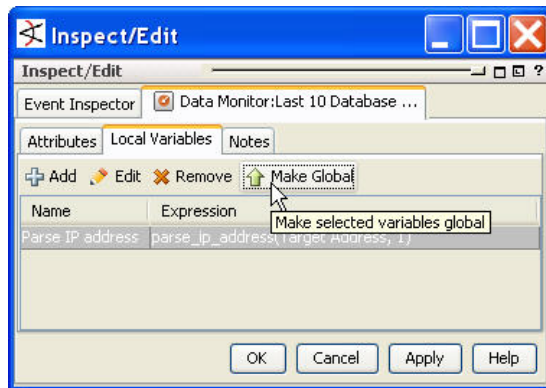 Inspect/Edit
Inspect/Edit ?
Event Inspector Data Monitor:Last 10 Database ...
Attributes Local Variables Notes
Add Edit Remove Make Global
Name Expression
Make selected variables global
Parse IP address parse_ip_address(Target Address, 1)
OK Cancel Apply Help